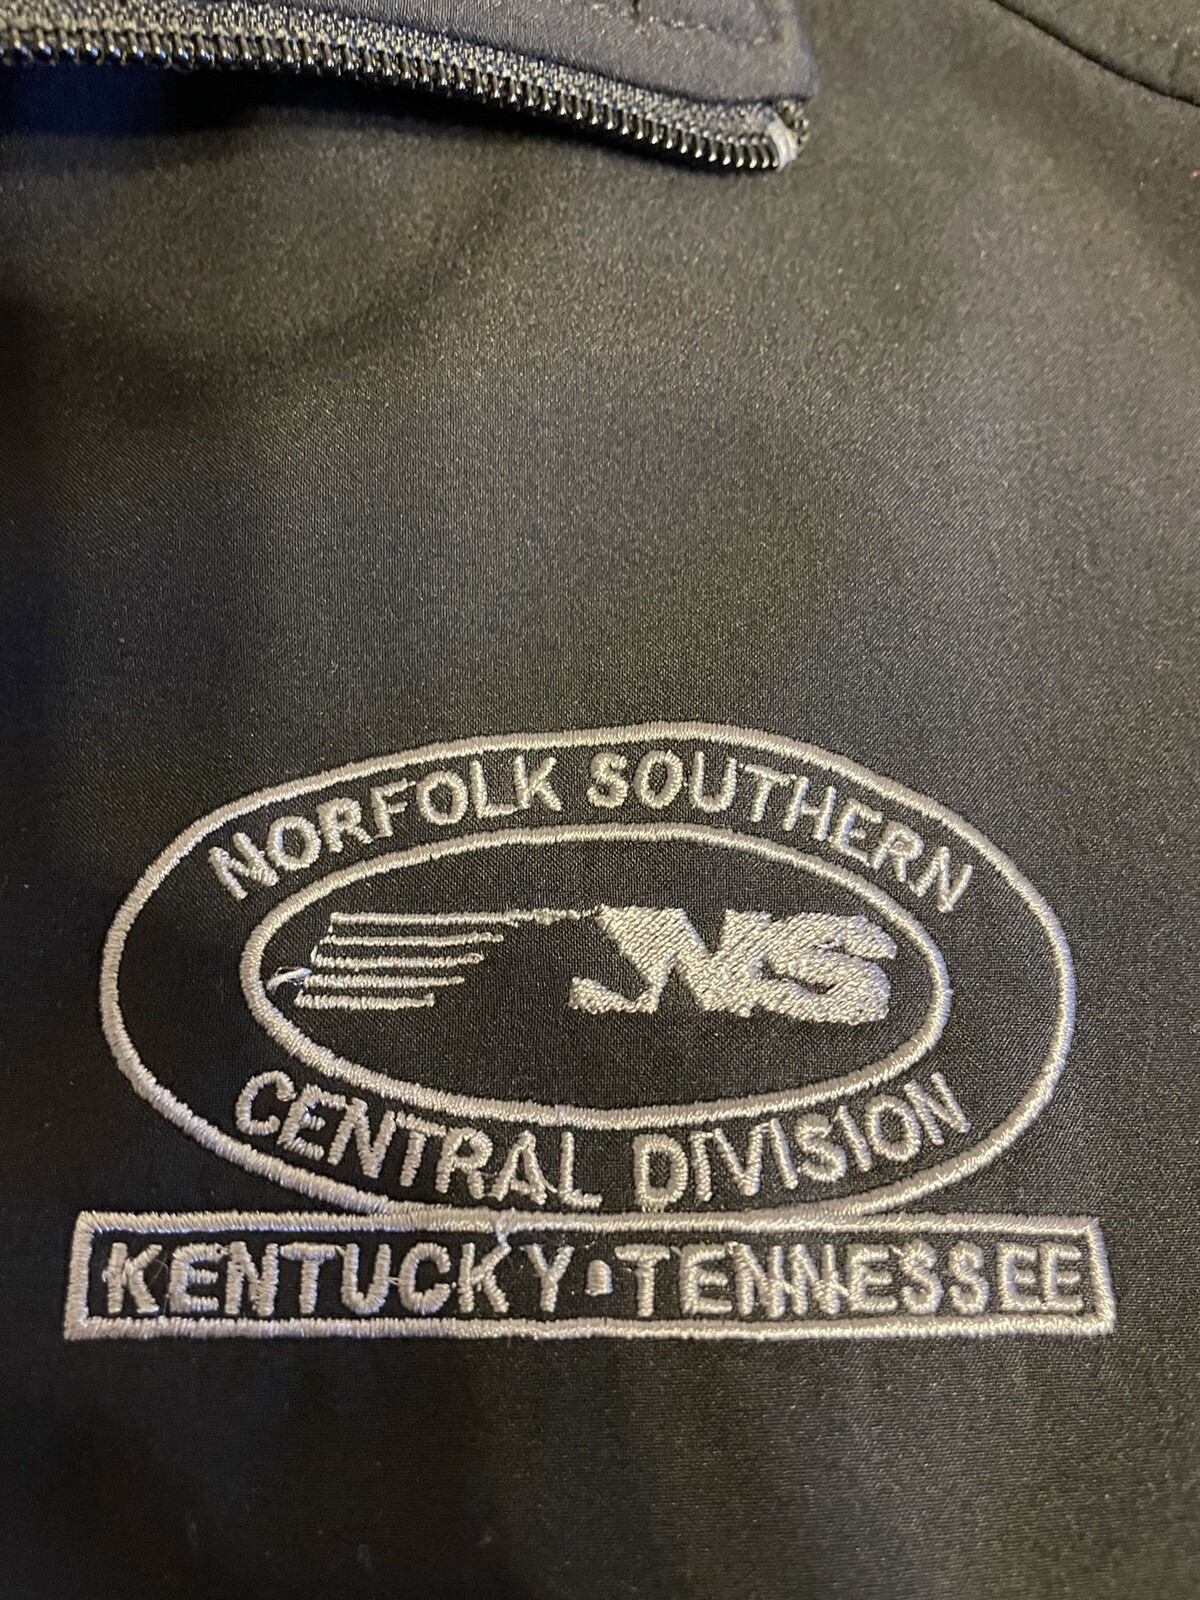 NORFOLK SOUTHERN
NS
CENTRAL DIVISION
KENTUCKY·TENNESSEE